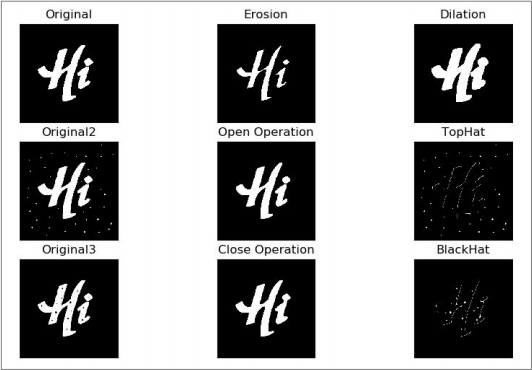 Original Erosion Dilation
Hi Hi Hi
Original2 Open Operation TopHat
Hi Hi Hi
Original3 Close Operation BlackHat
Hi Hi Hi